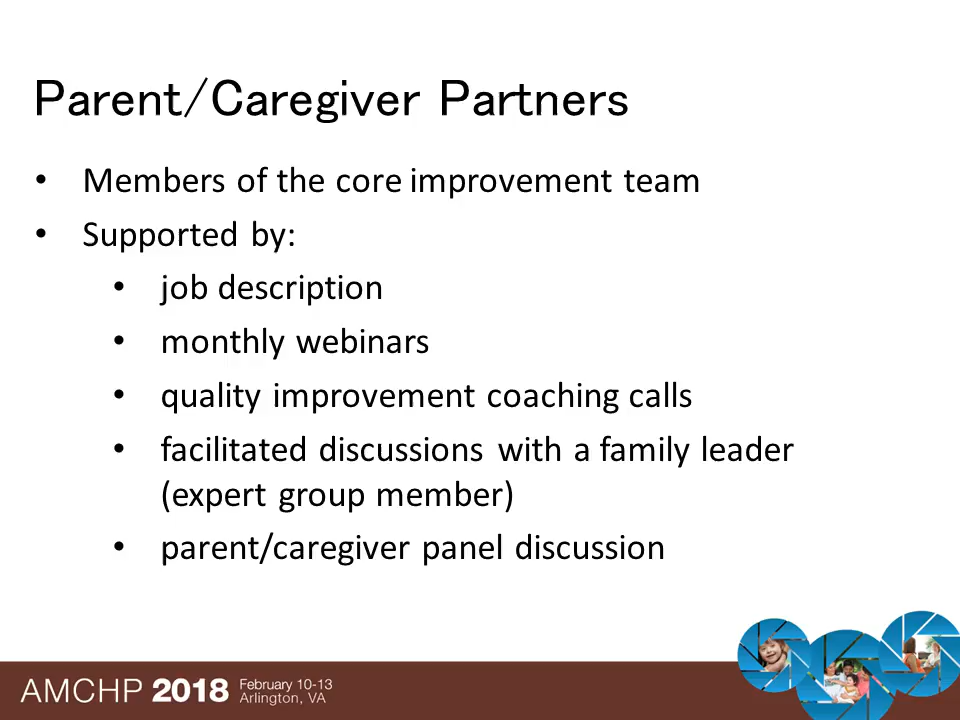 Parent/Caregiver Partners
• Members of the core improvement team
• Supported by:
• job description
• monthly webinars
• quality improvement coaching calls
• facilitated discussions with a family leader
(expert group member)
• parent/caregiver panel discussion
AMCHP 2018 February 10-13
Arlington, VA